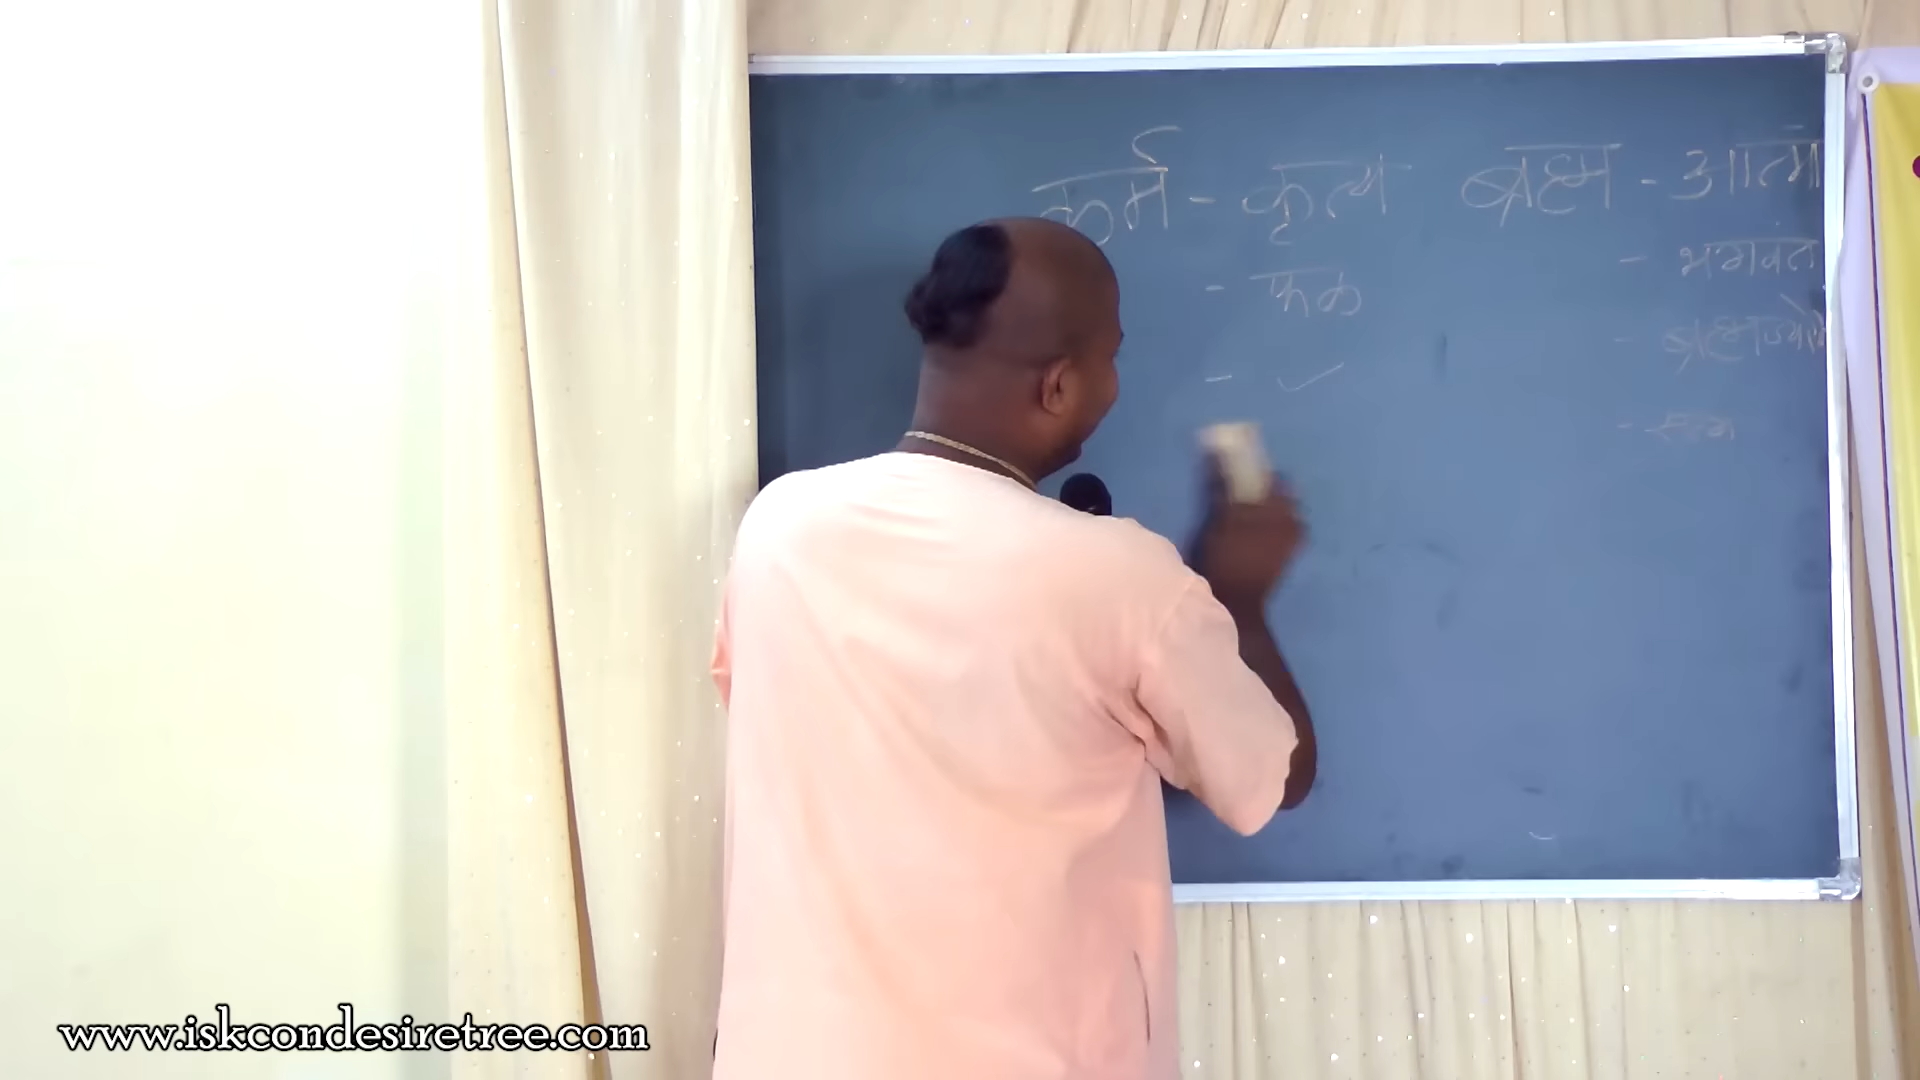 कर्म - कृत्य ब्रह्म - आत्मा
- फळ - भगवंत
- ✓ - ब्रह्मज्योती
www.iskcondesiretree.com